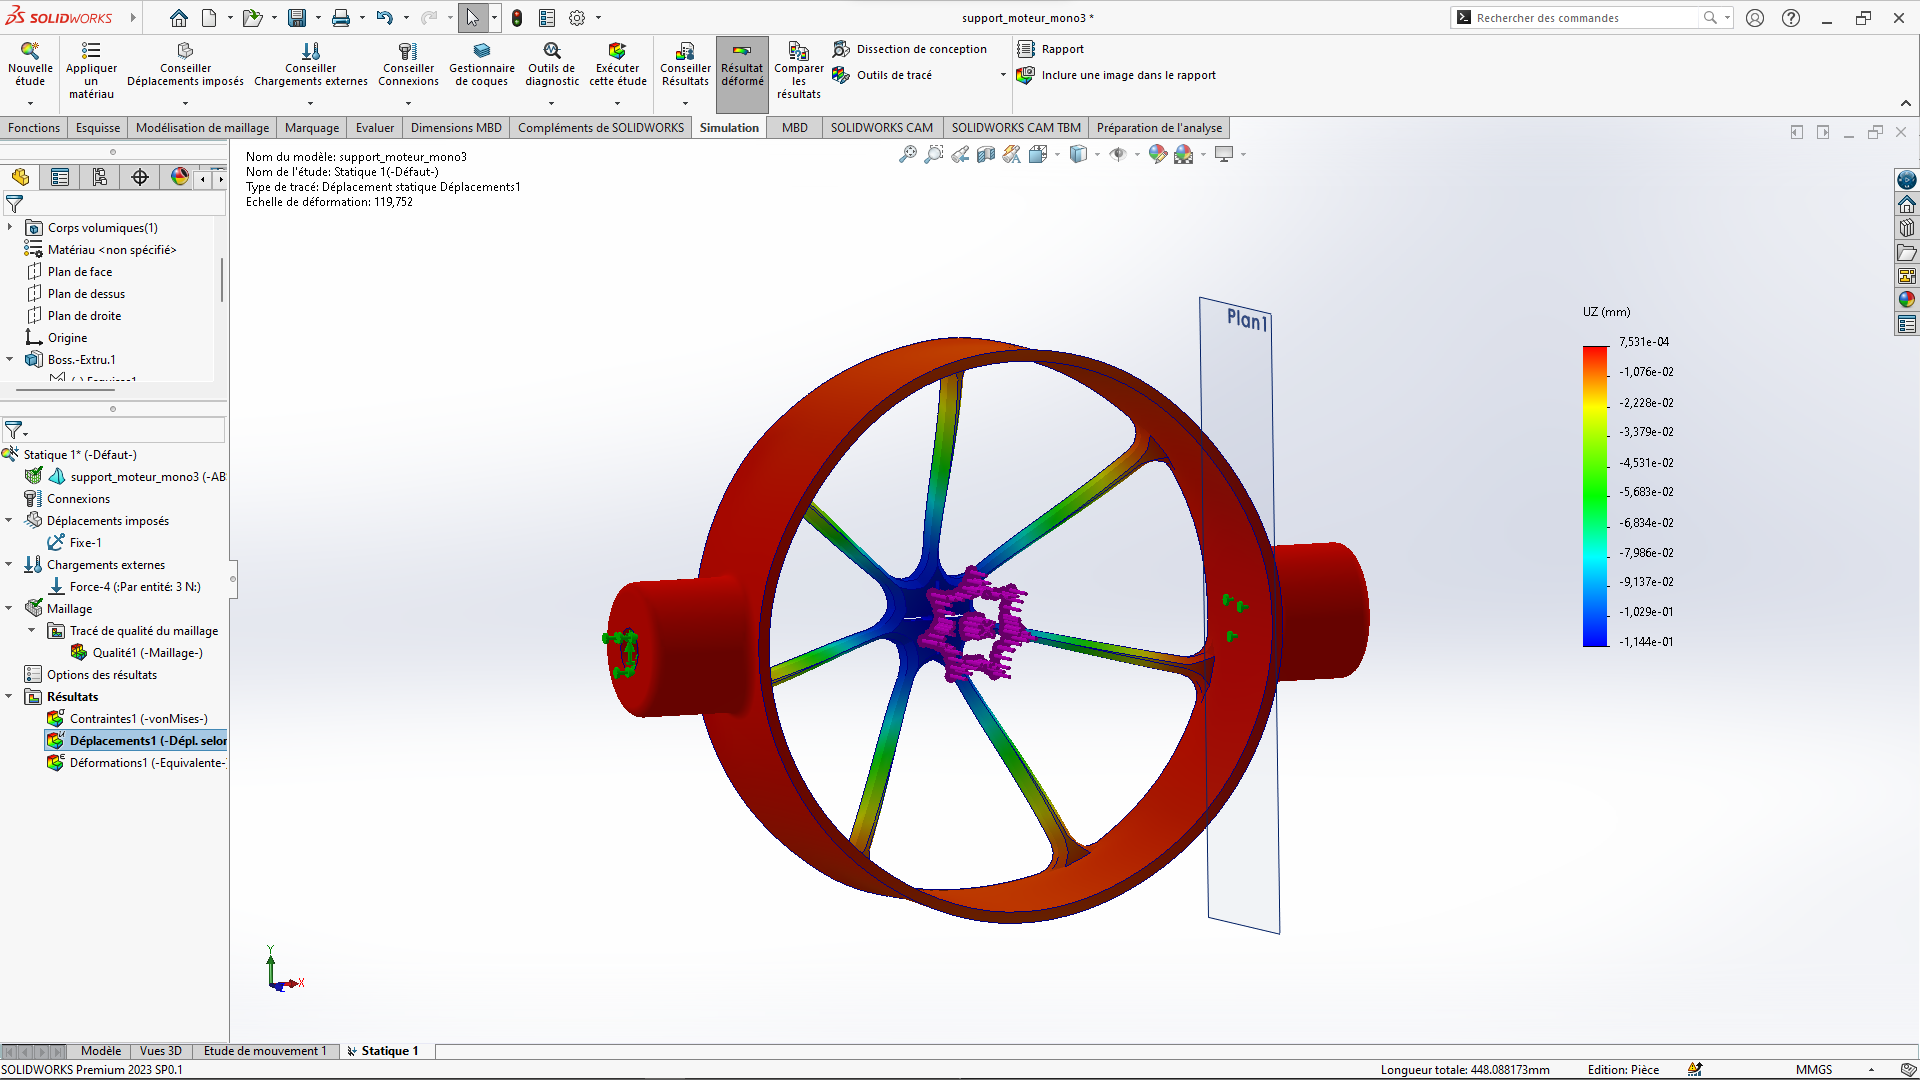 SOLIDWORKS
support_moteur_mono3 *
Rechercher des commandes
Nouvelle étude
Appliquer un matériau
Conseiller Déplacements imposés
Conseiller Chargements externes
Conseiller Connexions
Gestionnaire de coques
Outils de diagnostic
Exécuter cette étude
Conseiller Résultats
Résultat déformé
Comparer les résultats
Dissection de conception
Outils de tracé
Rapport
Inclure une image dans le rapport
Fonctions
Esquisse
Modélisation de maillage
Marquage
Evaluer
Dimensions MBD
Compléments de SOLIDWORKS
Simulation
MBD
SOLIDWORKS CAM
SOLIDWORKS CAM TBM
Préparation de l'analyse
Nom du modèle: support_moteur_mono3
Nom de l'étude: Statique 1(-Défaut-)
Type de tracé: Déplacement statique Déplacements1
Echelle de déformation: 119,752
Corps volumiques(1)
Matériau <non spécifié>
Plan de face
Plan de dessus
Plan de droite
Origine
Boss.-Extru.1
Statique 1* (-Défaut-)
support_moteur_mono3 (-AB
Connexions
Déplacements imposés
Fixe-1
Chargements externes
Force-4 (:Par entité: 3 N:)
Maillage
Tracé de qualité du maillage
Qualité1 (-Maillage-)
Options des résultats
Résultats
Contraintes1 (-vonMises-)
Déplacements1 (-Dépl. selon
Déformations1 (-Equivalente-
Plan1
UZ (mm)
7,531e-04
-1,076e-02
-2,228e-02
-3,379e-02
-4,531e-02
-5,683e-02
-6,834e-02
-7,986e-02
-9,137e-02
-1,029e-01
-1,144e-01
Y
X
Modèle
Vues 3D
Etude de mouvement 1
Statique 1
SOLIDWORKS Premium 2023 SP0.1
Longueur totale: 448.088173mm
Edition: Pièce
MMGS